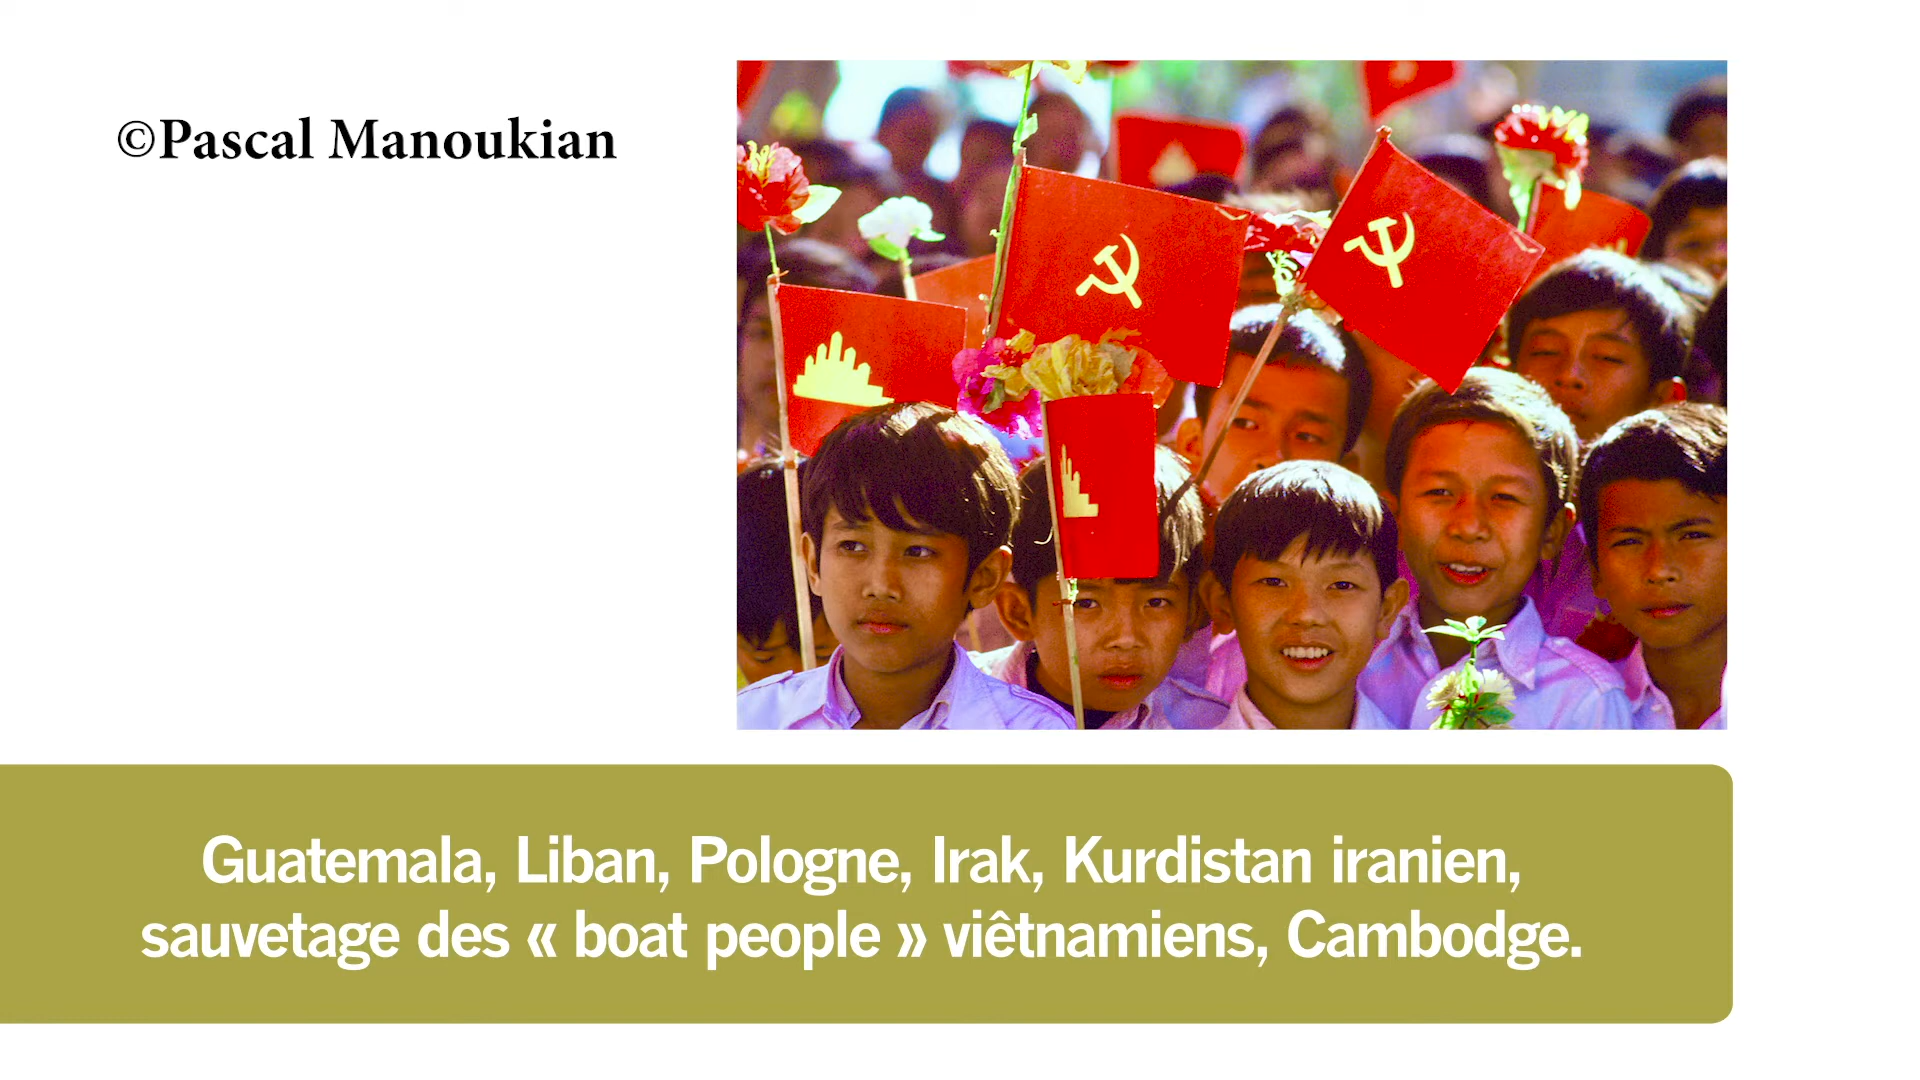 ©Pascal Manoukian
Guatemala, Liban, Pologne, Irak, Kurdistan iranien,
sauvetage des « boat people » viêtnamiens, Cambodge.